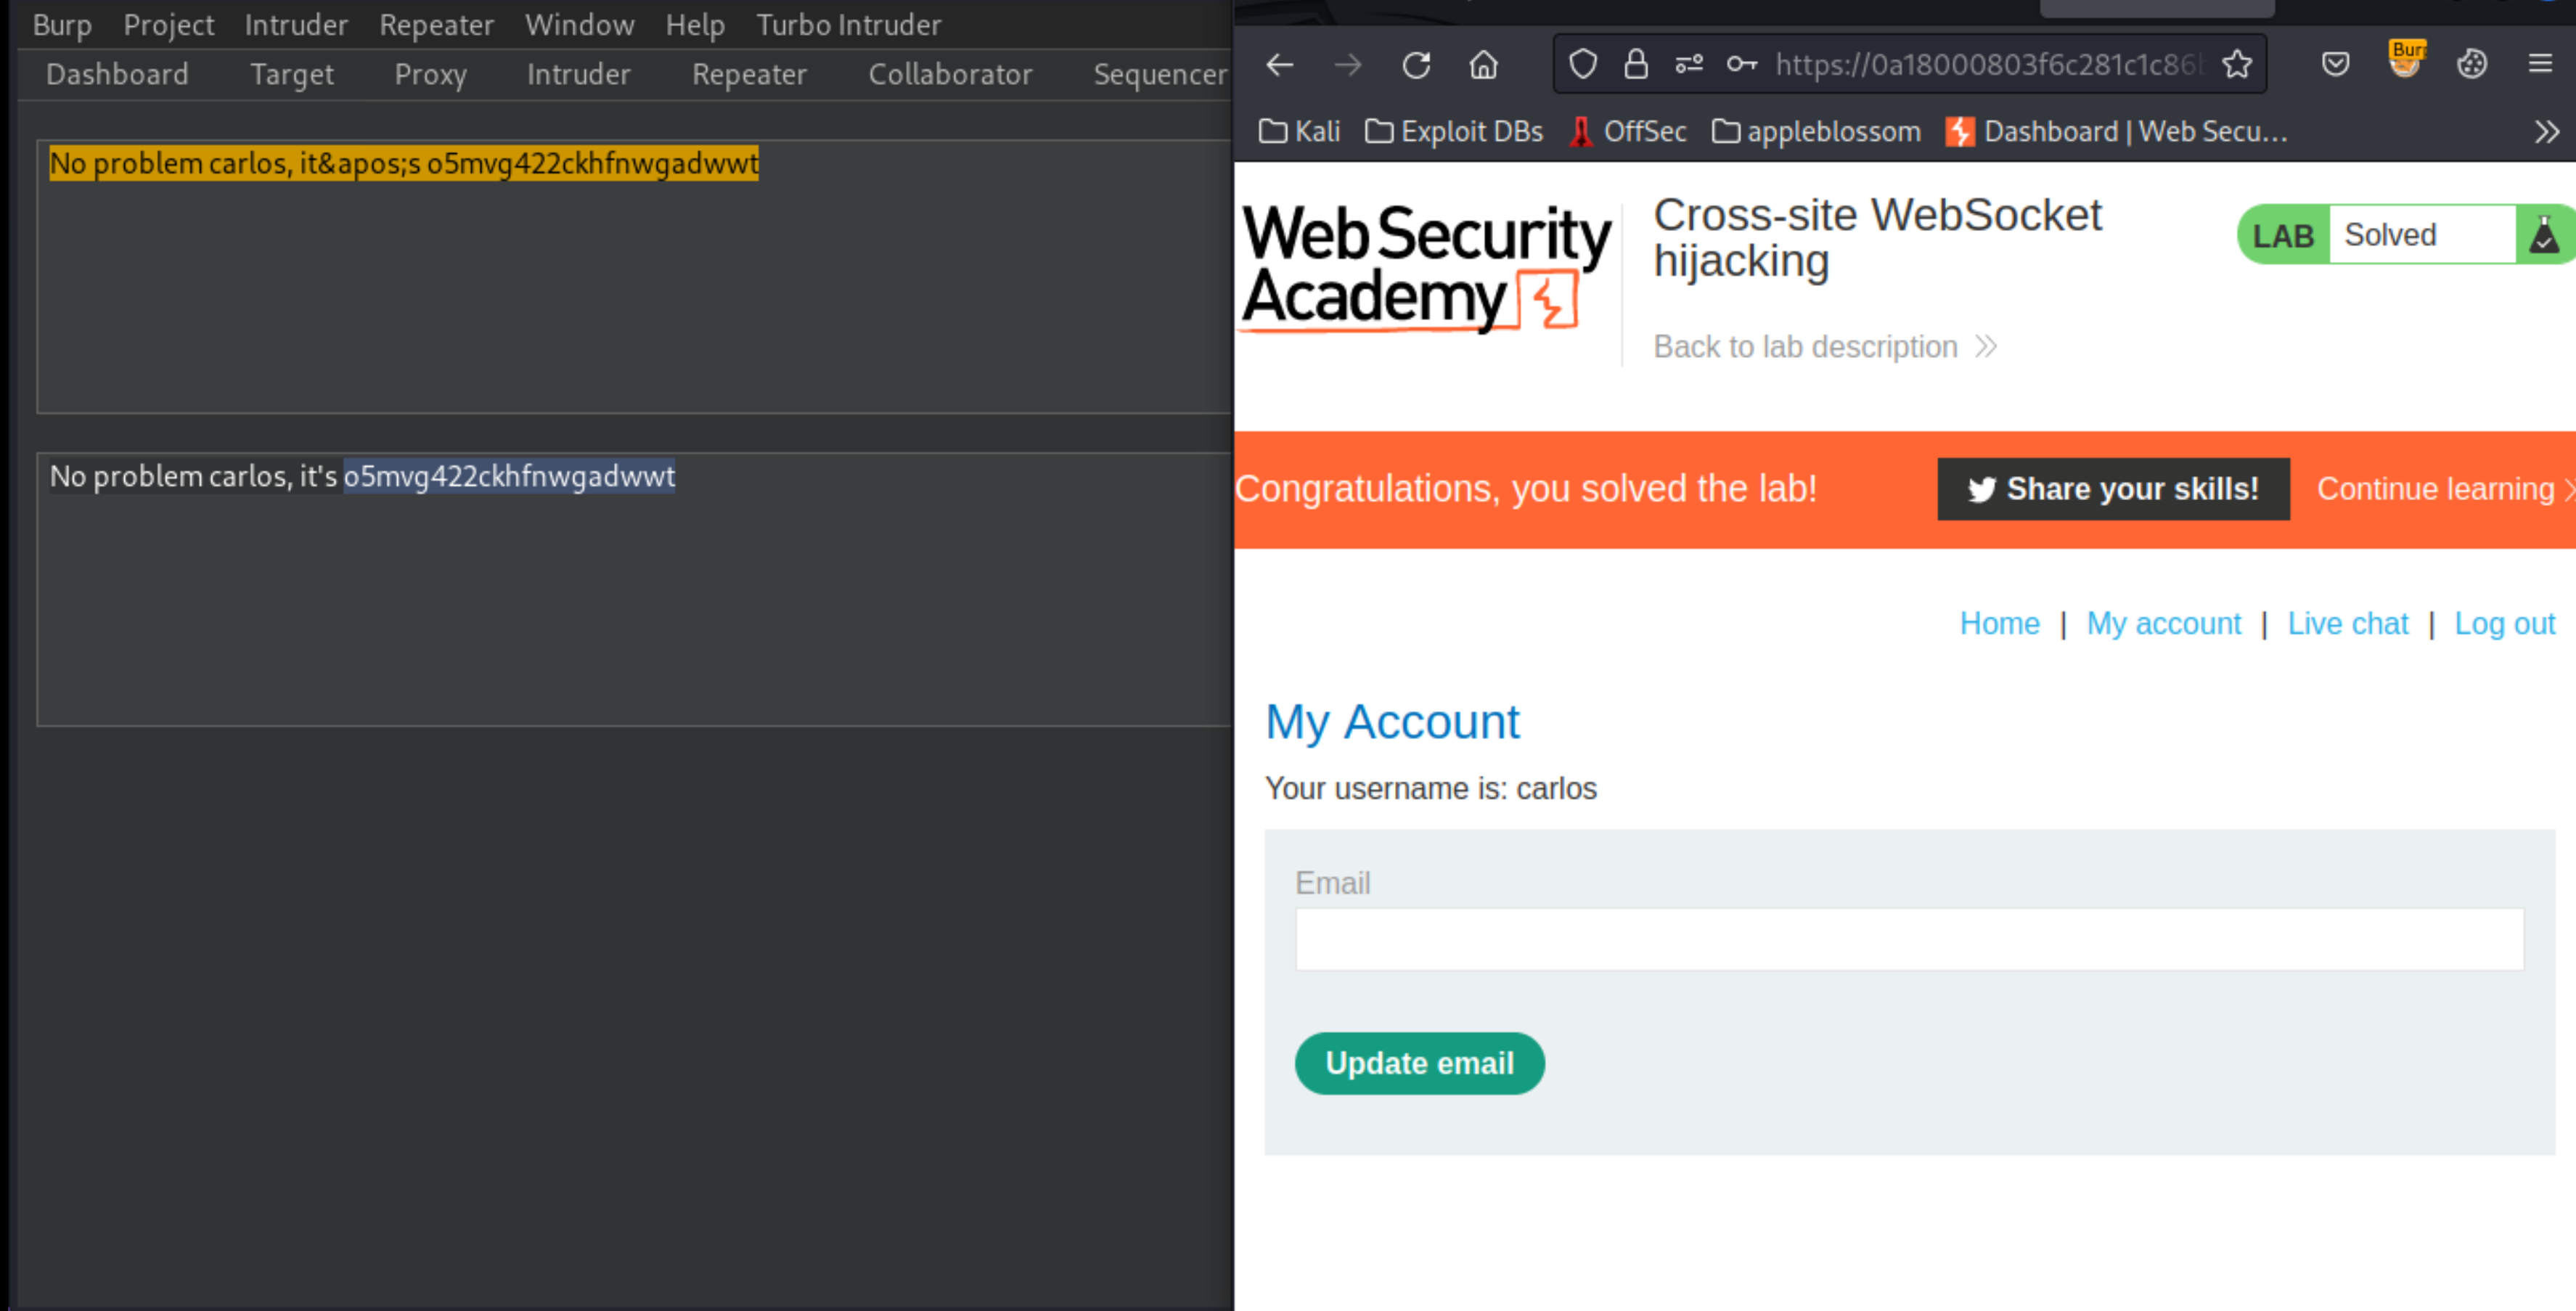 Burp Project Intruder Repeater Window Help Turbo Intruder
Dashboard Target Proxy Intruder Repeater Collaborator Sequencer
No problem carlos, it&apos;s o5mvg422ckhfnwgadwwt
No problem carlos, it's o5mvg422ckhfnwgadwwt
https://0a18000803f6c281c1c86
Burp
Kali Exploit DBs OffSec appleblossom Dashboard | Web Secu...
Web Security
Academy
Cross-site WebSocket
hijacking
LAB Solved
Back to lab description
Congratulations, you solved the lab! Share your skills! Continue learning
Home | My account | Live chat | Log out
My Account
Your username is: carlos
Email
Update email